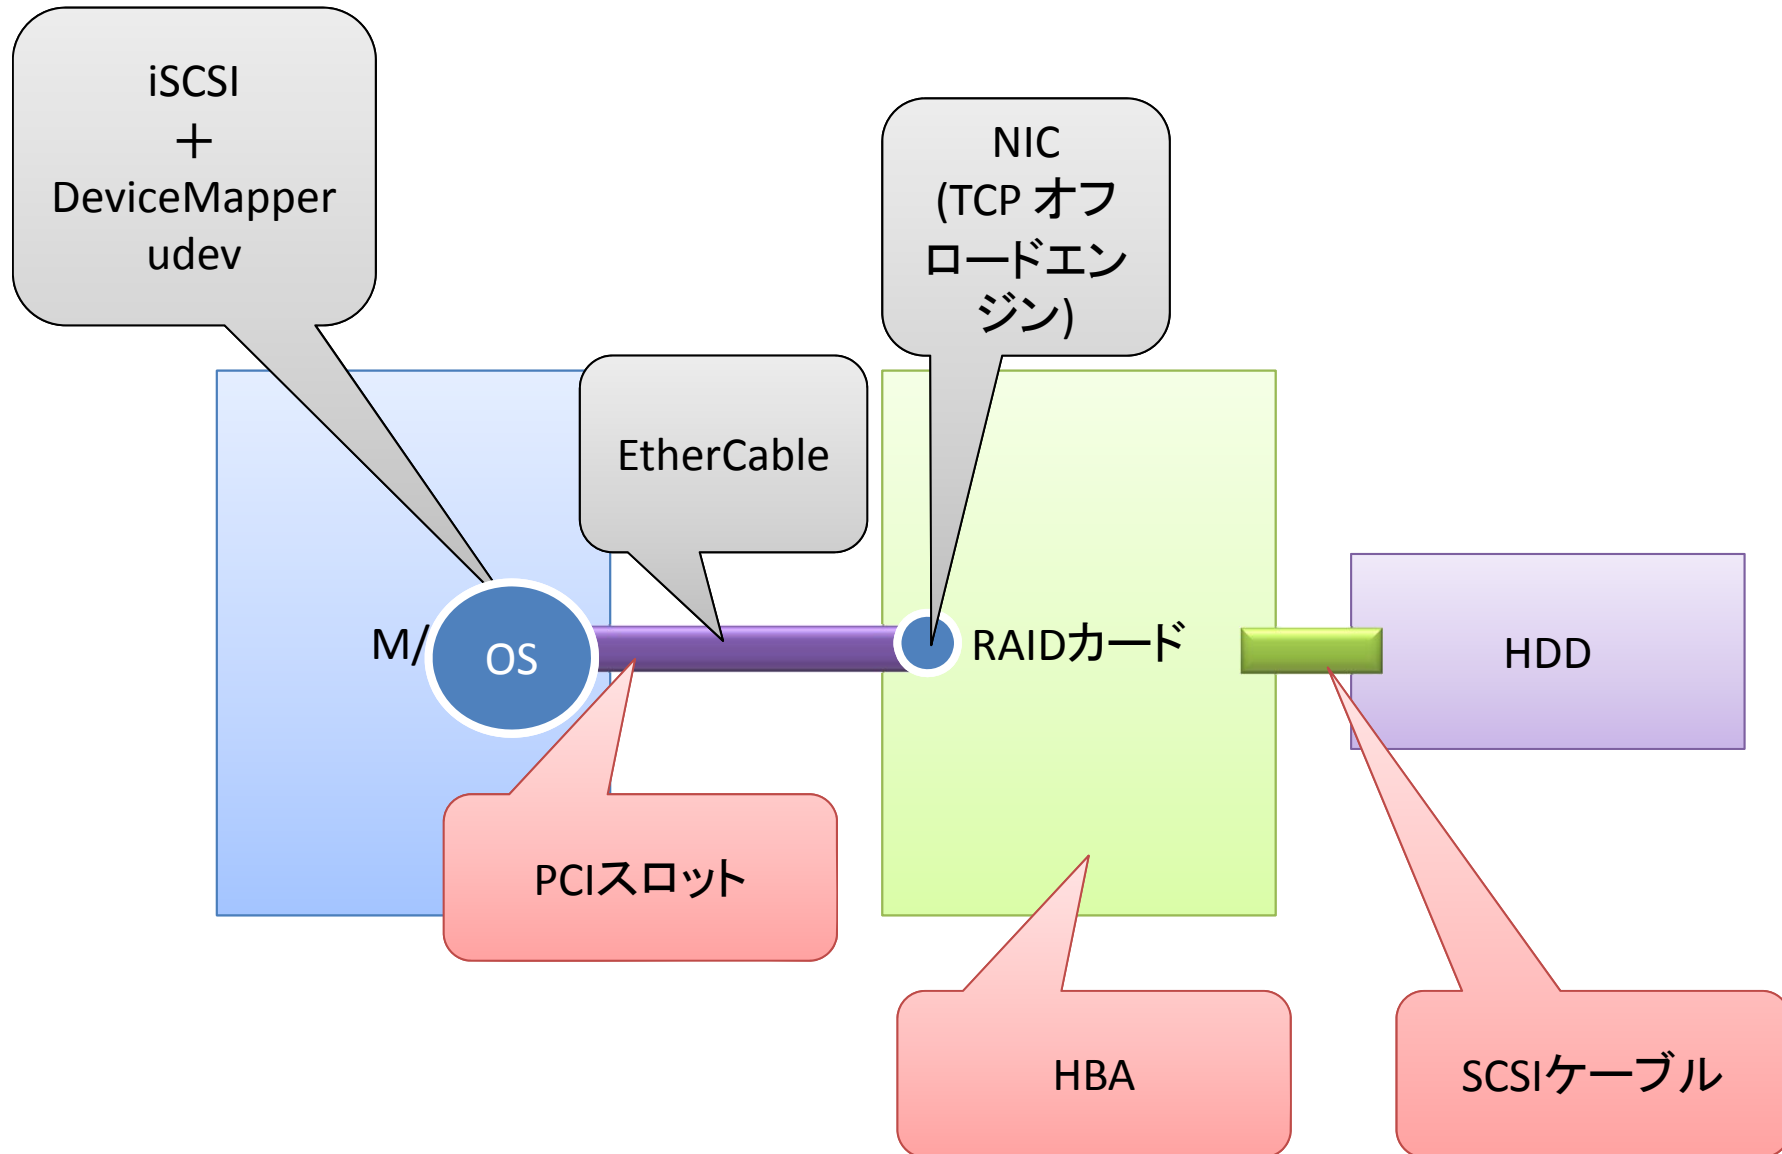 iSCSI
＋
DeviceMapper
udev
NIC
(TCP オフ
ロードエン
ジン)
EtherCable
M/
OS
RAIDカード
HDD
PCIスロット
HBA
SCSIケーブル